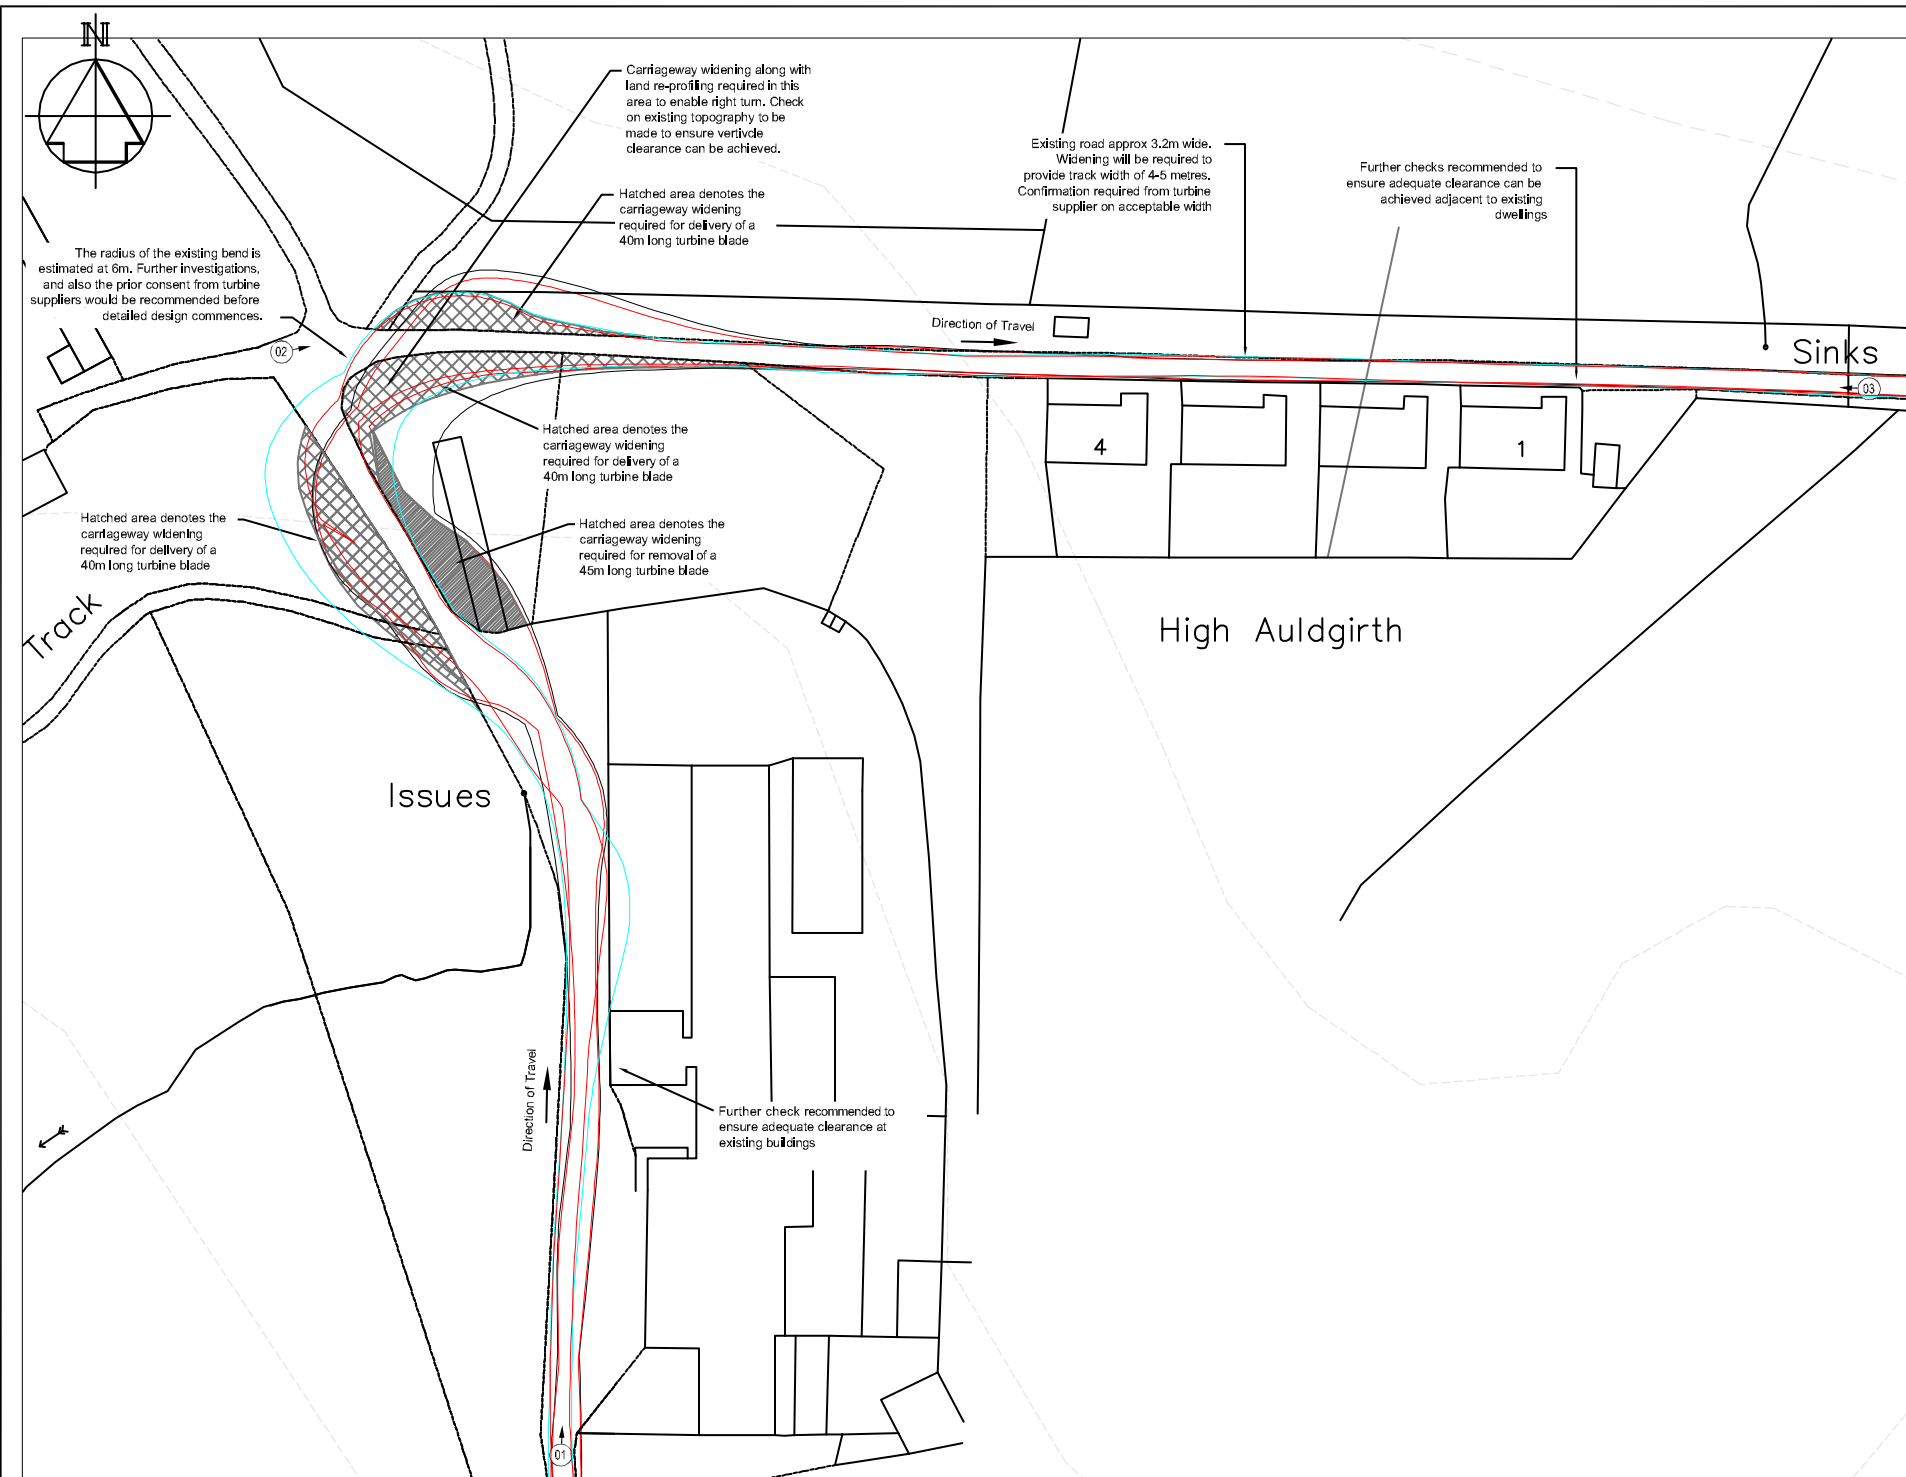 N
Carriageway widening along with
land re-profiling required in this
area to enable right turn. Check
on existing topography to be
made to ensure verticle
clearance can be achieved.
Existing road approx 3.2m wide.
Widening will be required to
provide track width of 4-5 metres.
Confirmation required from turbine
supplier on acceptable width
Further checks recommended to
ensure adequate clearance can be
achieved adjacent to existing
dwellings
Hatched area denotes the
carriageway widening
required for delivery of a
40m long turbine blade
The radius of the existing bend is
estimated at 6m. Further investigations,
and also the prior consent from turbine
suppliers would be recommended before
detailed design commences.
Direction of Travel
02
Sinks
03
4
1
Hatched area denotes the
carriageway widening
required for delivery of a
40m long turbine blade
Hatched area denotes the
carriageway widening
required for delivery of a
40m long turbine blade
Hatched area denotes the
carriageway widening
required for removal of a
45m long turbine blade
Track
High Auldgirth
Issues
Direction of Travel
Further check recommended to
ensure adequate clearance at
existing buildings
01